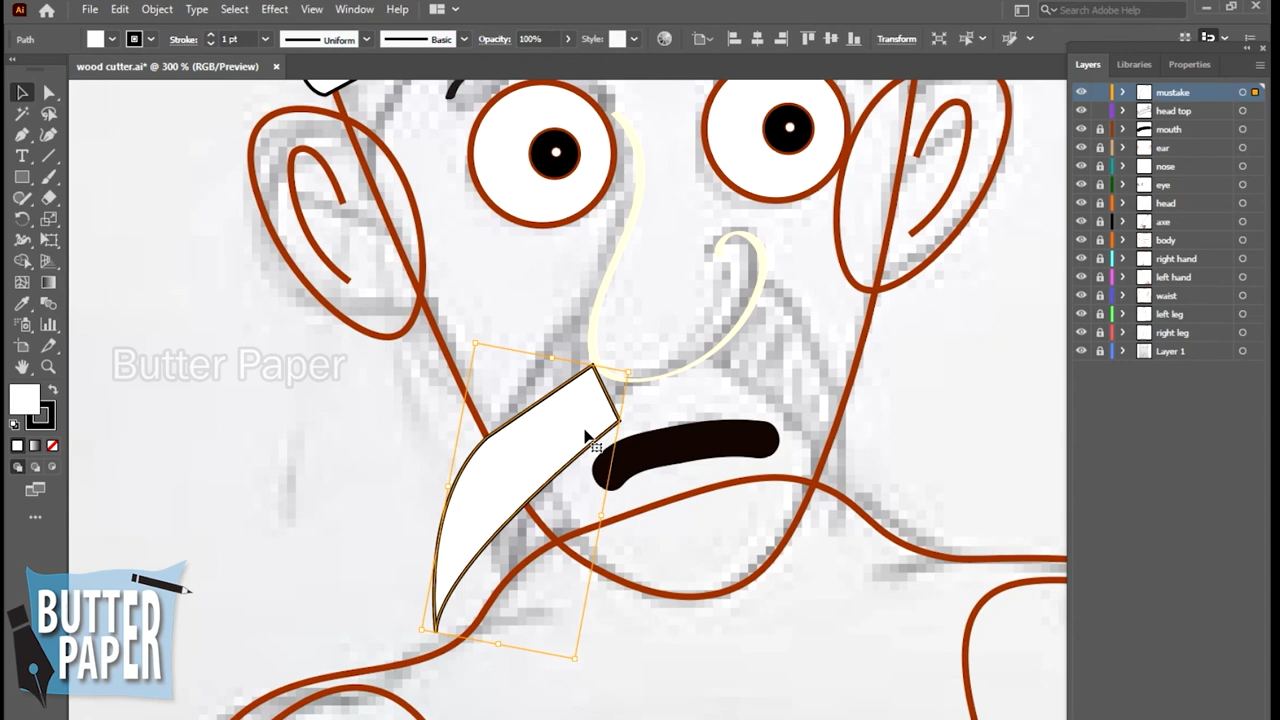 Ai File Edit Object Type Select Effect View Window Help Search Adobe Help
Path Stroke: 1 pt Uniform Basic Opacity: 100% Style: Transform
wood cutter.ai* @ 300 % (RGB/Preview) ×
Layers Libraries Properties
mustake
head top
mouth
ear
nose
eye
head
axe
body
right hand
left hand
waist
left leg
right leg
Layer 1
Butter Paper
BUTTER
PAPER